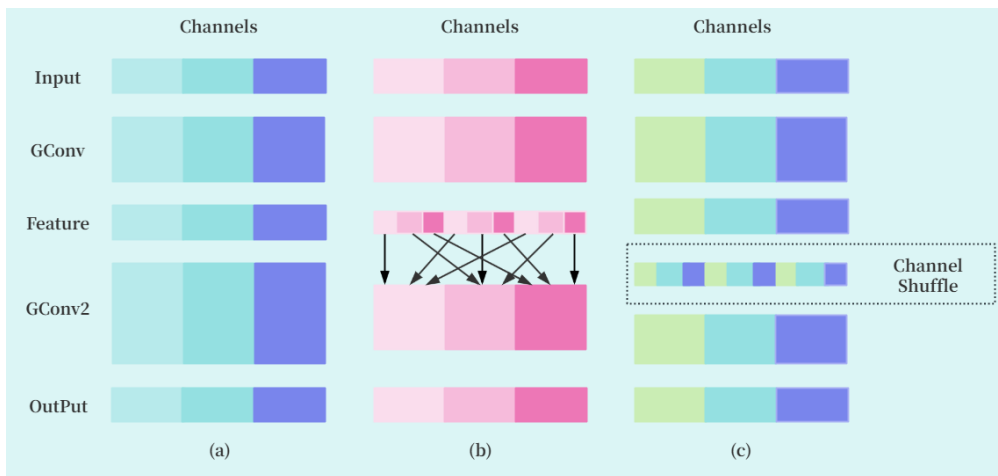 Channels
Channels
Channels
Input
GConv
Feature
Channel
Shuffle
GConv2
OutPut
(a)
(b)
(c)